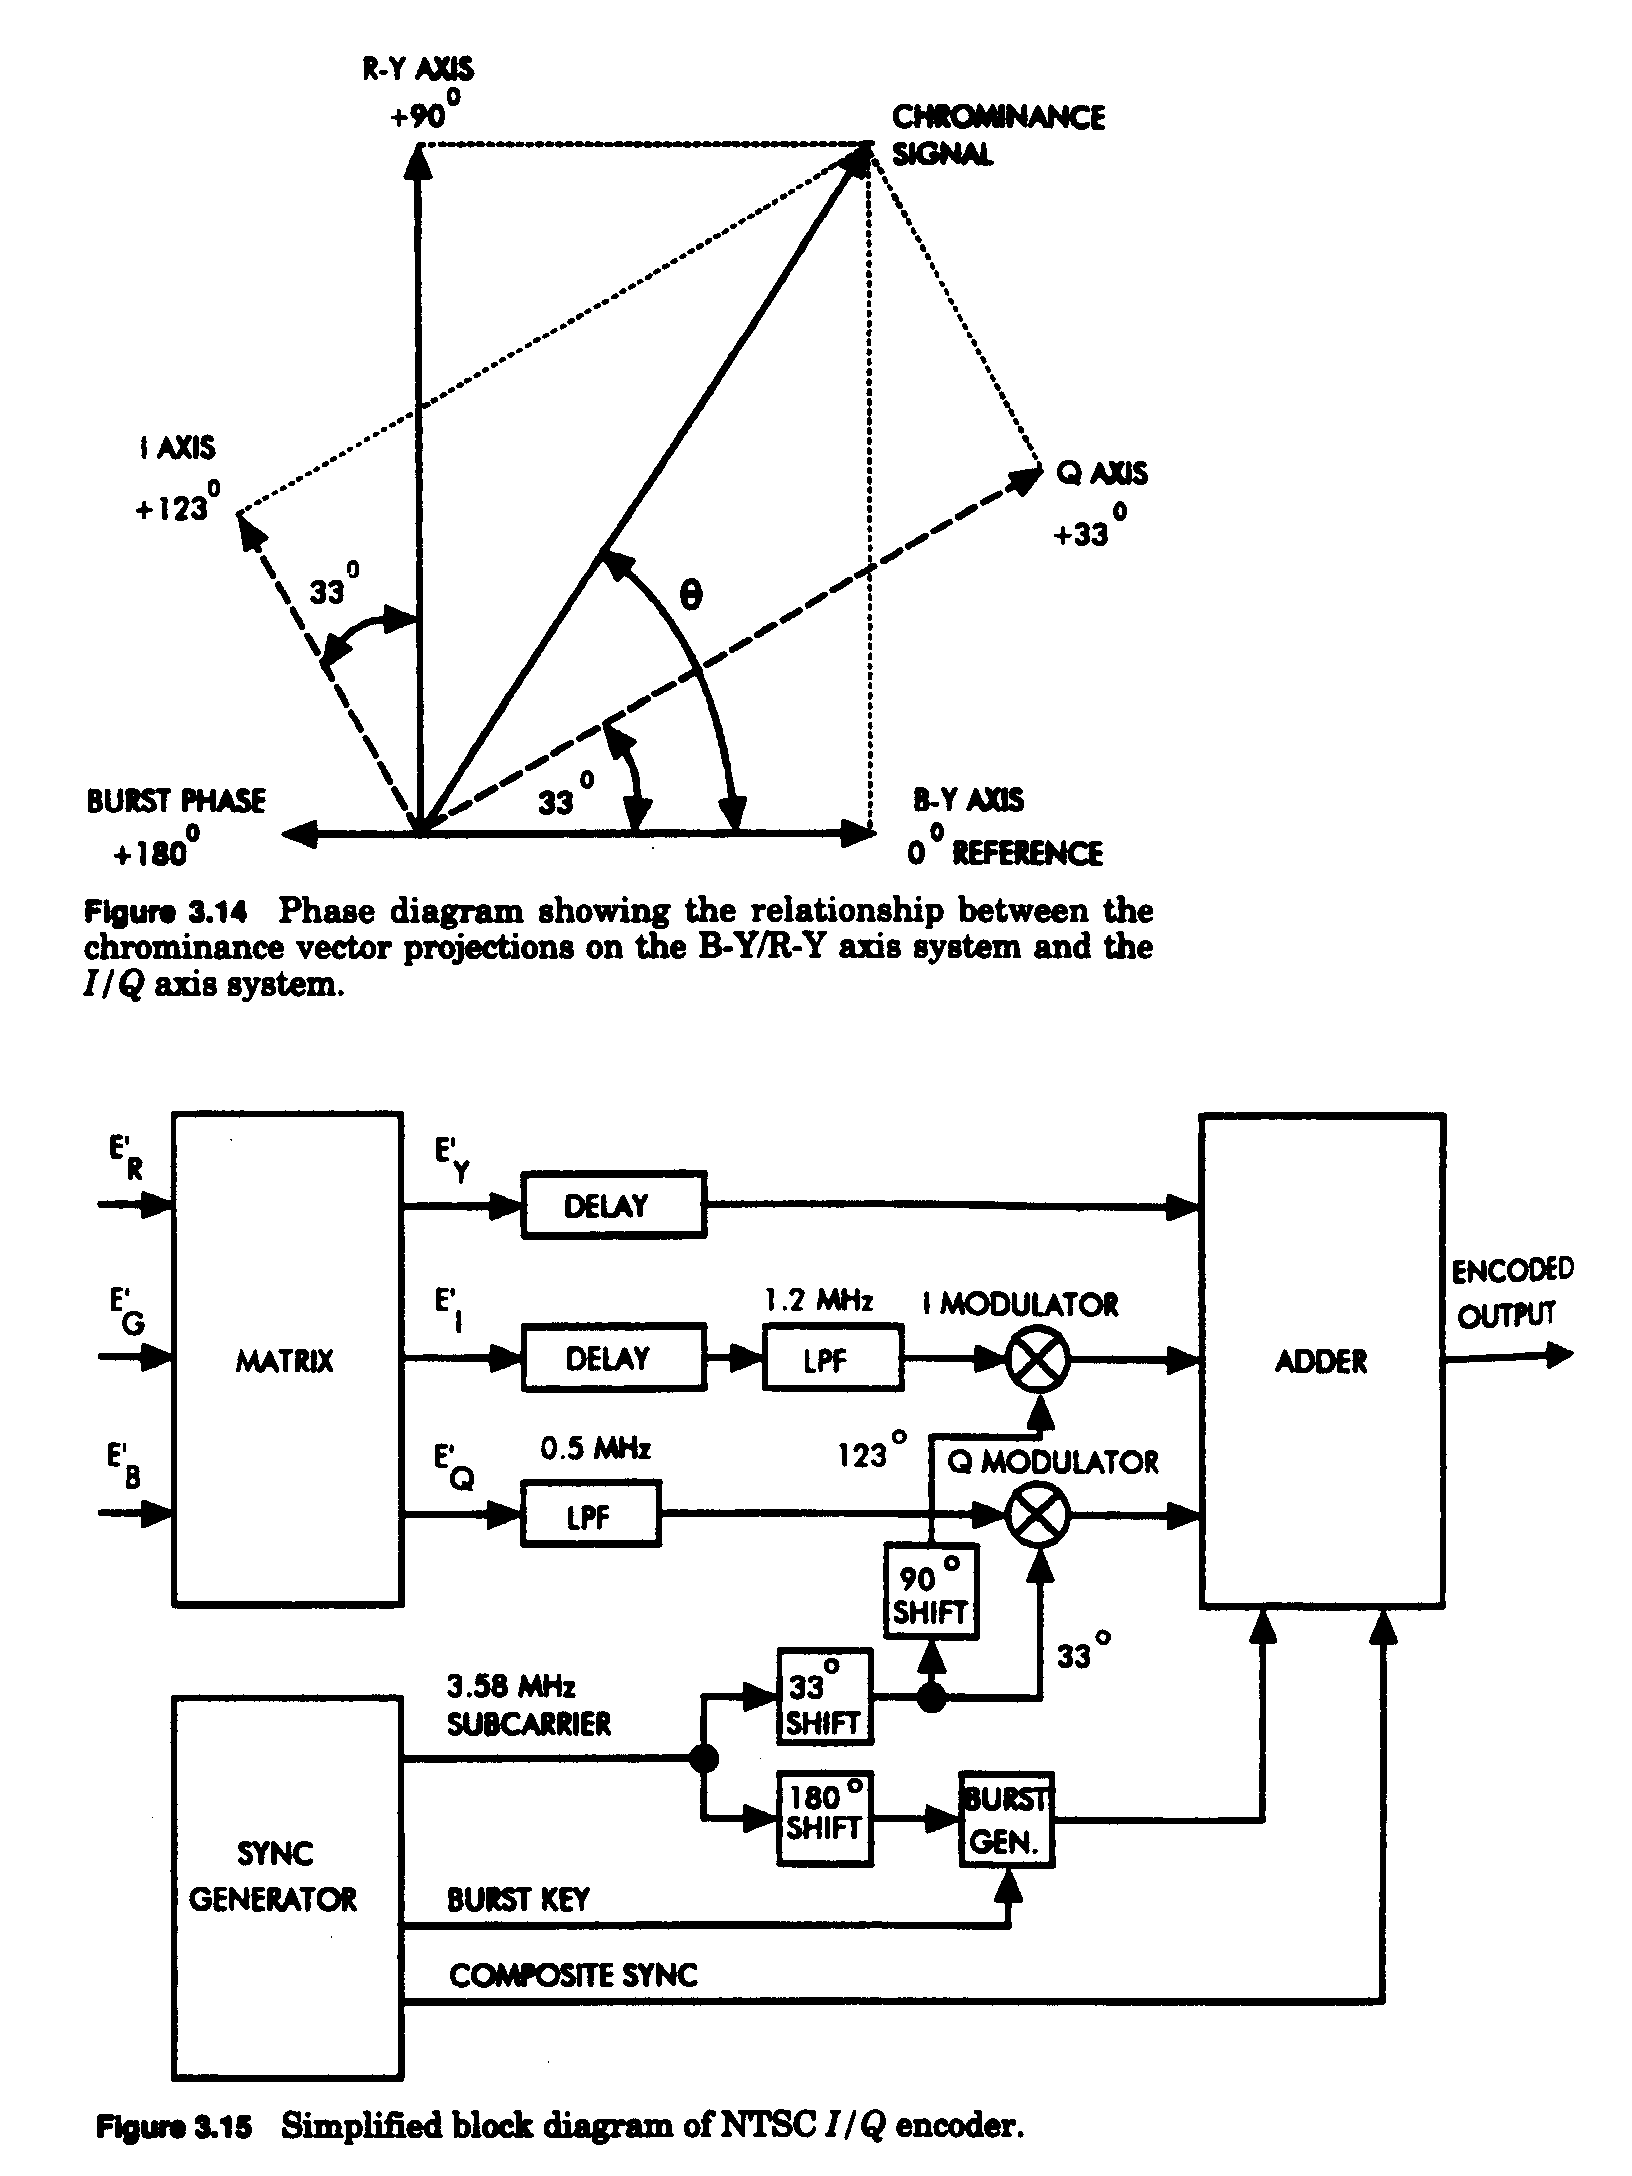 R-Y AXIS
+90°
CHROMINANCE
SIGNAL
I AXIS
+123°
33°
θ
Q AXIS
+33°
33°
BURST PHASE
+180°
B-Y AXIS
0° REFERENCE
Figure 3.14 Phase diagram showing the relationship between the
chrominance vector projections on the B-Y/R-Y axis system and the
I/Q axis system.
E'R
E'G
E'B
MATRIX
E'Y
DELAY
E'I
DELAY
1.2 MHz
LPF
I MODULATOR
E'Q
0.5 MHz
LPF
123°
Q MODULATOR
90°
SHIFT
33°
ADDER
ENCODED
OUTPUT
3.58 MHz
SUBCARRIER
33°
SHIFT
180°
SHIFT
BURST
GEN.
SYNC
GENERATOR
BURST KEY
COMPOSITE SYNC
Figure 3.15 Simplified block diagram of NTSC I/Q encoder.